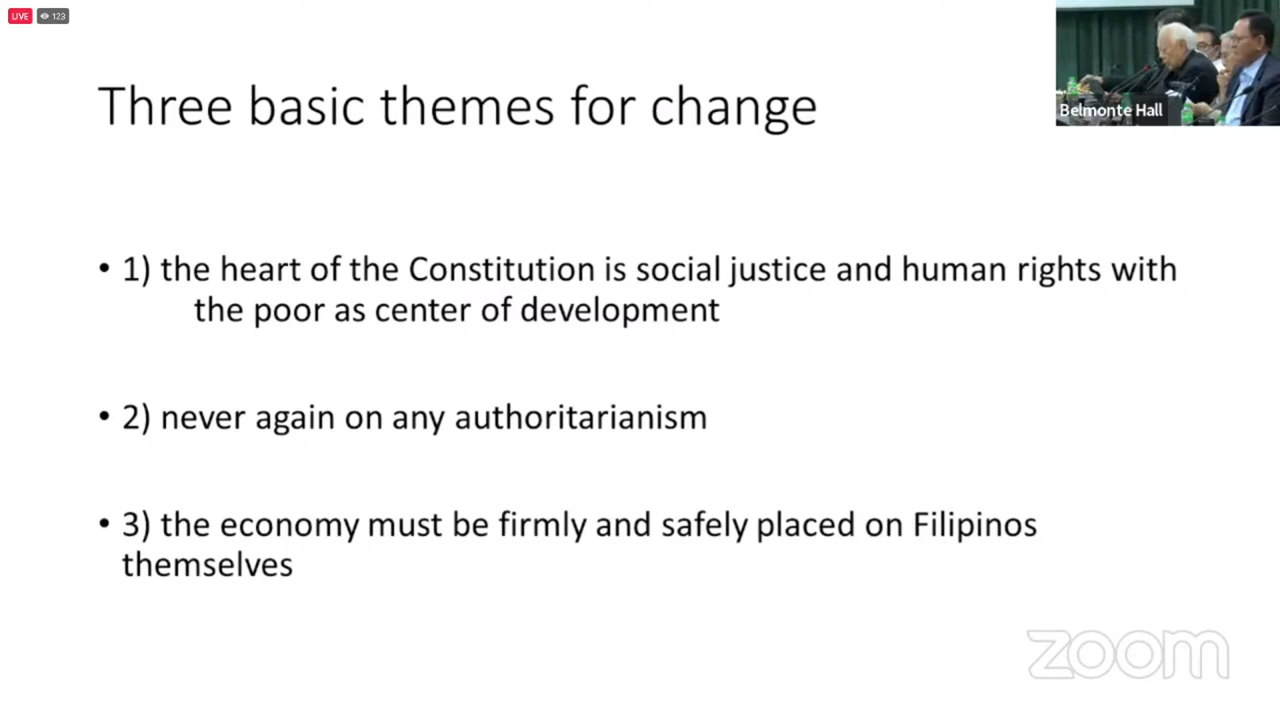 LIVE
123
Belmonte Hall
Three basic themes for change
• 1) the heart of the Constitution is social justice and human rights with
the poor as center of development
• 2) never again on any authoritarianism
• 3) the economy must be firmly and safely placed on Filipinos
themselves
zoom